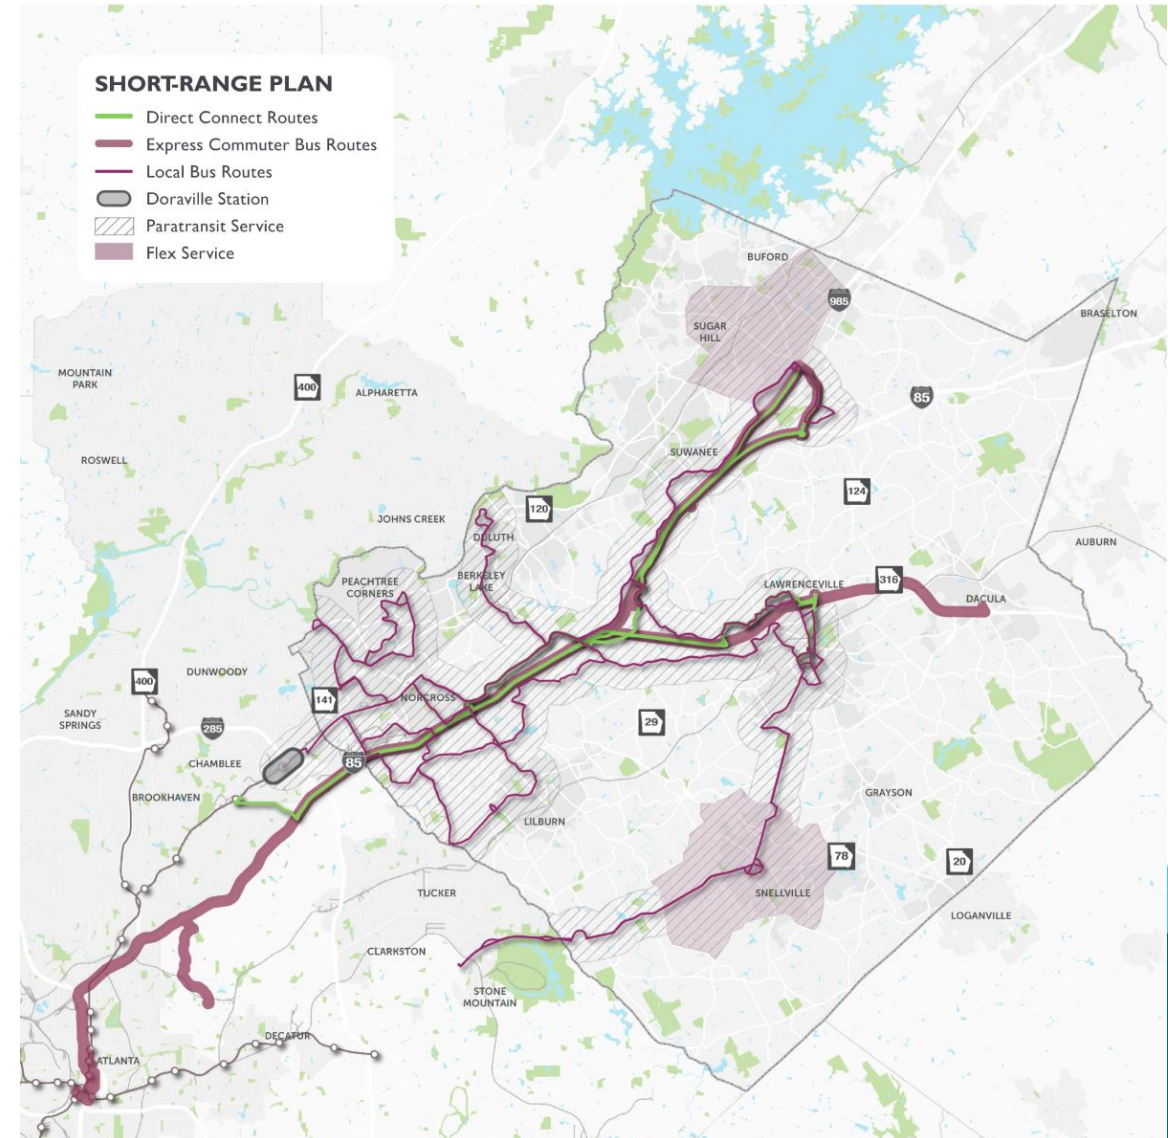 SHORT-RANGE PLAN
Direct Connect Routes
Express Commuter Bus Routes
Local Bus Routes
Doraville Station
Paratransit Service
Flex Service
BUFORD
985
BRASELTON
SUGAR
HILL
MOUNTAIN
PARK
400
ALPHARETTA
85
ROSWELL
SUWANEE
124
120
JOHNS CREEK
DULUTH
AUBURN
PEACHTREE
CORNERS
BERKELEY
LAKE
LAWRENCEVILLE
316
DACULA
DUNWOODY
400
141
NORCROSS
SANDY
SPRINGS
285
29
CHAMBLEE
85
BROOKHAVEN
GRAYSON
LILBURN
78
20
TUCKER
SNELLVILLE
LOGANVILLE
CLARKSTON
STONE
MOUNTAIN
DECATUR
ATLANTA